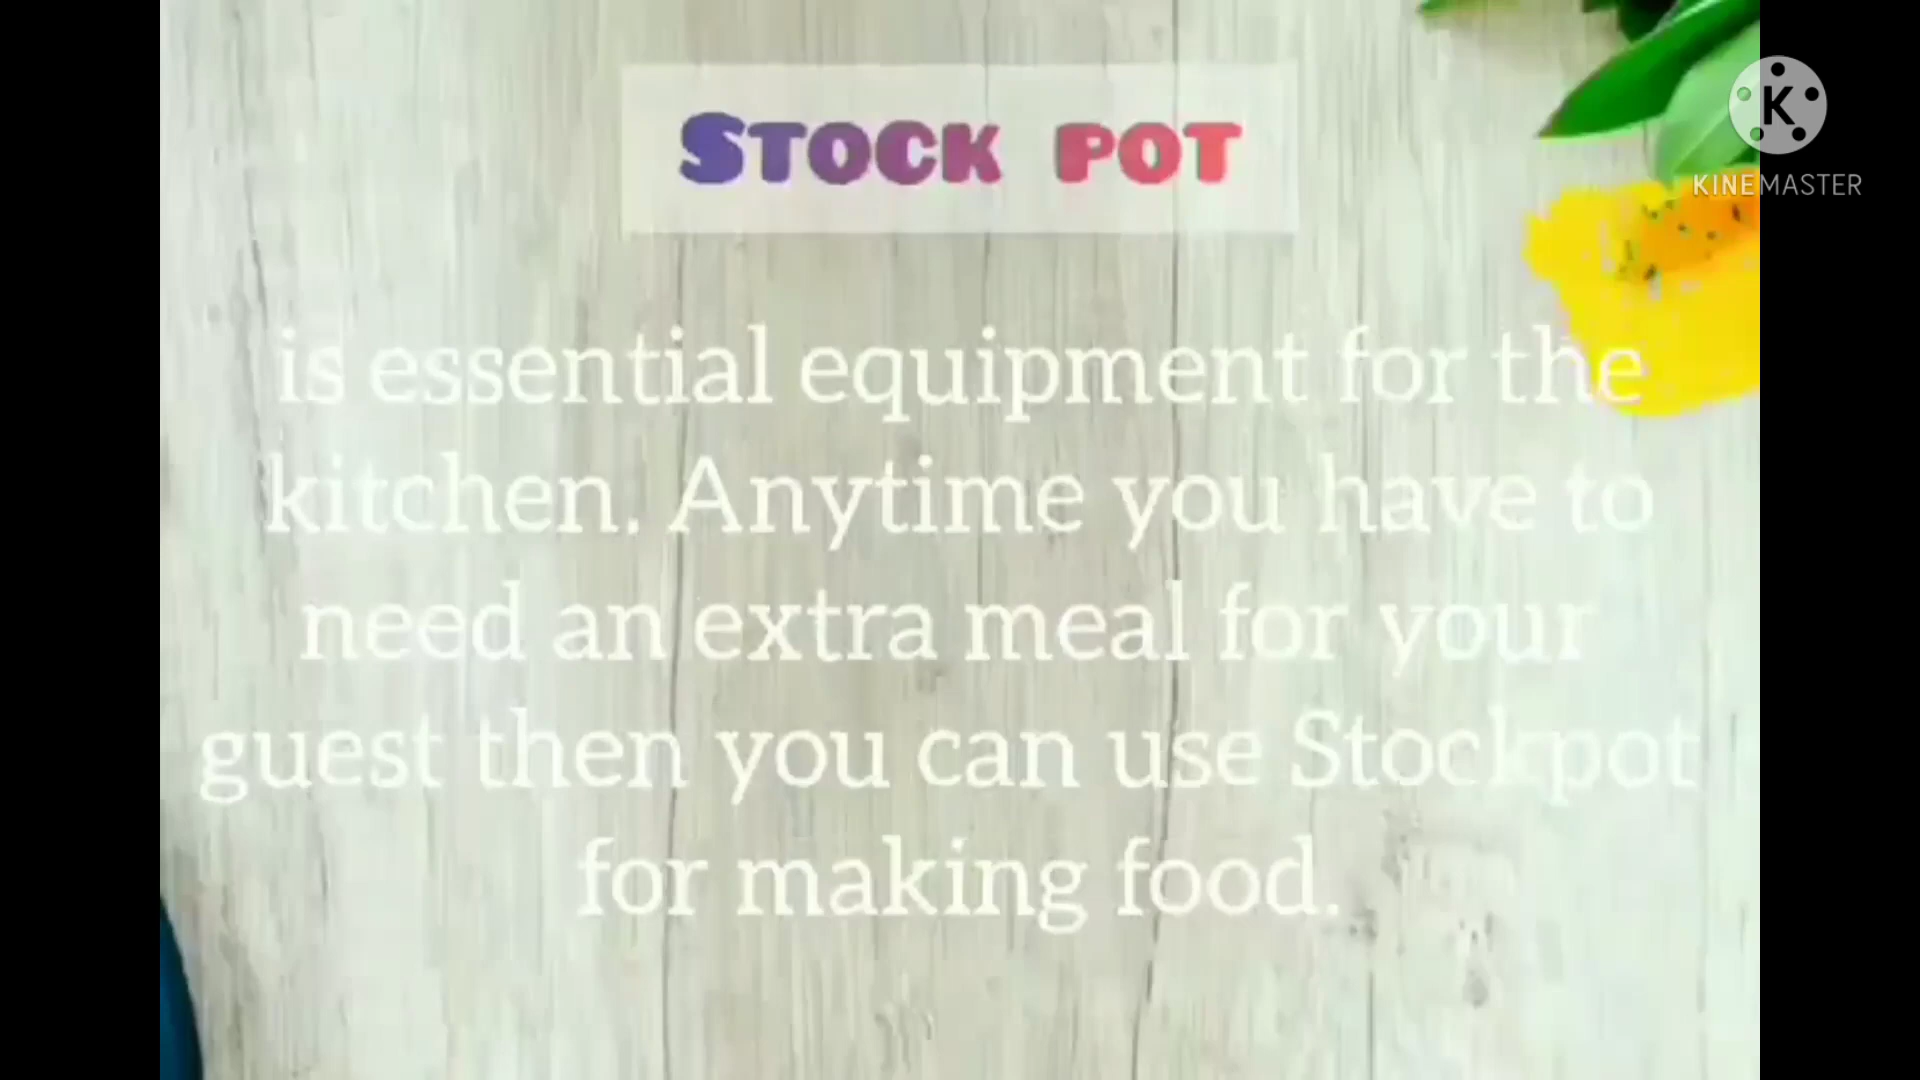 STOCK POT
K
KINEMASTER
is essential equipment for the
kitchen. Anytime you have to
need an extra meal for your
guest then you can use Stockpot
for making food.